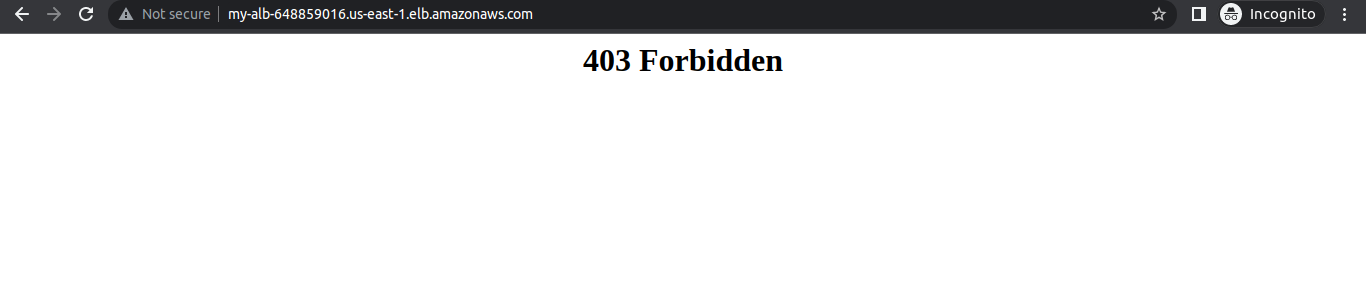 Not secure my-alb-648859016.us-east-1.elb.amazonaws.com Incognito
403 Forbidden